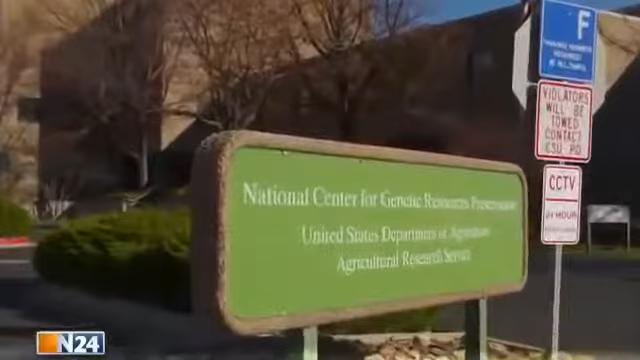 F
VIOLATORS
WILL BE
TOWED
CONTACT
CSU PD
CCTV
24 HOUR
National Center for Genetic Resources Preservation
United States Department of Agriculture
Agricultural Research Service
N24